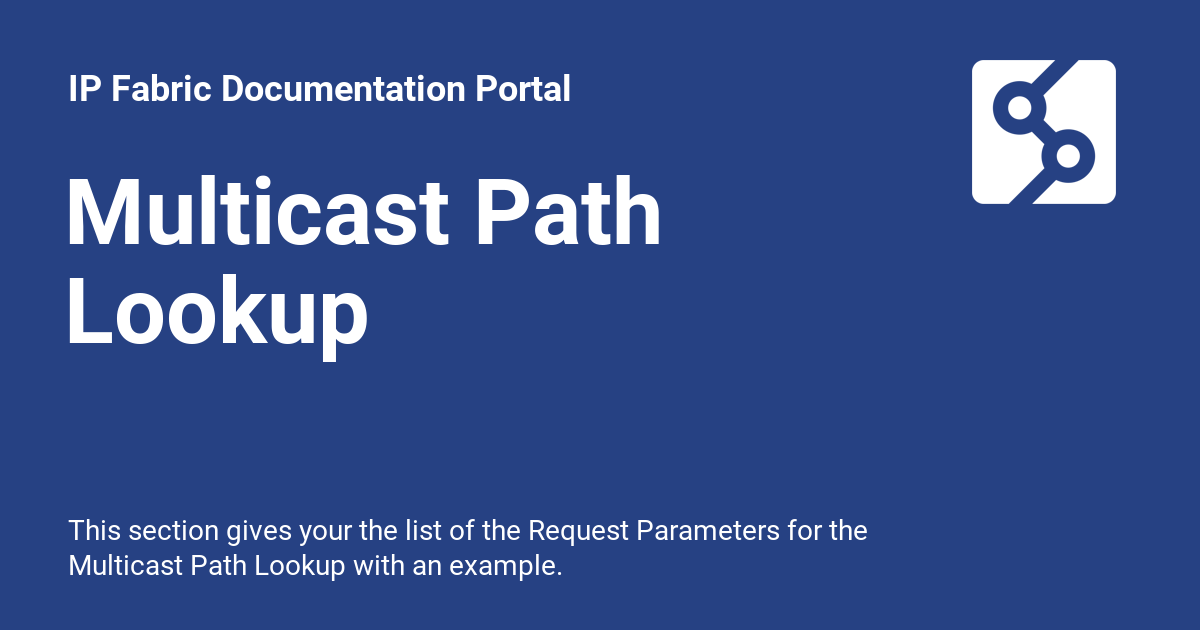 IP Fabric Documentation Portal
Multicast Path
Lookup
This section gives your the list of the Request Parameters for the
Multicast Path Lookup with an example.